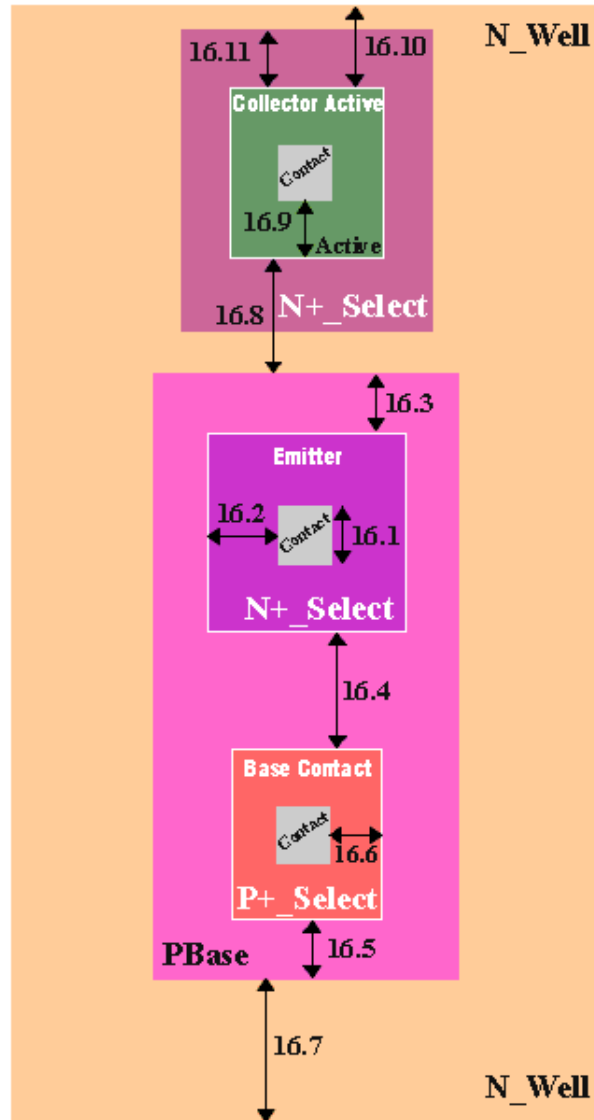 N_Well
16.10
16.11
Collector Active
Contact
16.9
Active
16.8
N+_Select
16.3
Emitter
16.2
Contact
16.1
N+_Select
16.4
Base Contact
Contact
16.6
P+_Select
PBase
16.5
16.7
N_Well